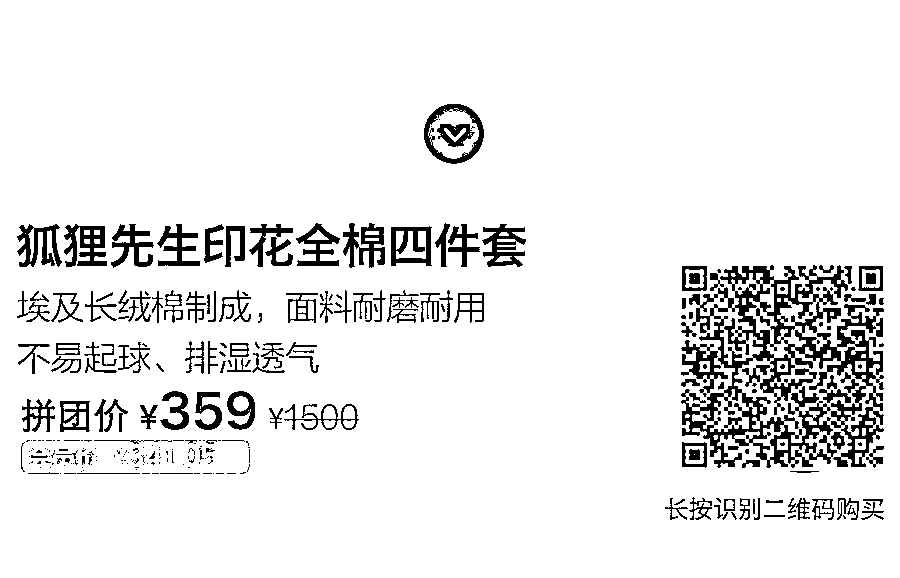 狐狸先生印花全棉四件套
埃及长绒棉制成，面料耐磨耐用
不易起球、排湿透气
拼团价 ¥359 ¥1500
长按识别二维码购买